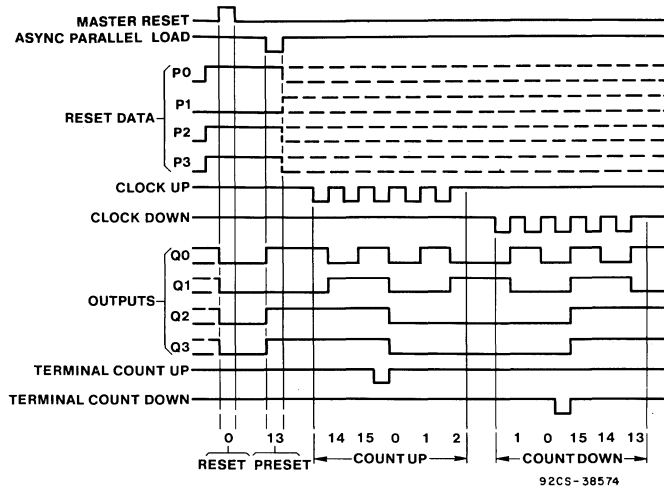 MASTER RESET
ASYNC PARALLEL LOAD
P0
P1
RESET DATA
P2
P3
CLOCK UP
CLOCK DOWN
Q0
Q1
OUTPUTS
Q2
Q3
TERMINAL COUNT UP
TERMINAL COUNT DOWN
0 13 14 15 0 1 2 1 0 15 14 13
RESET PRESET COUNT UP COUNT DOWN
92CS-38574